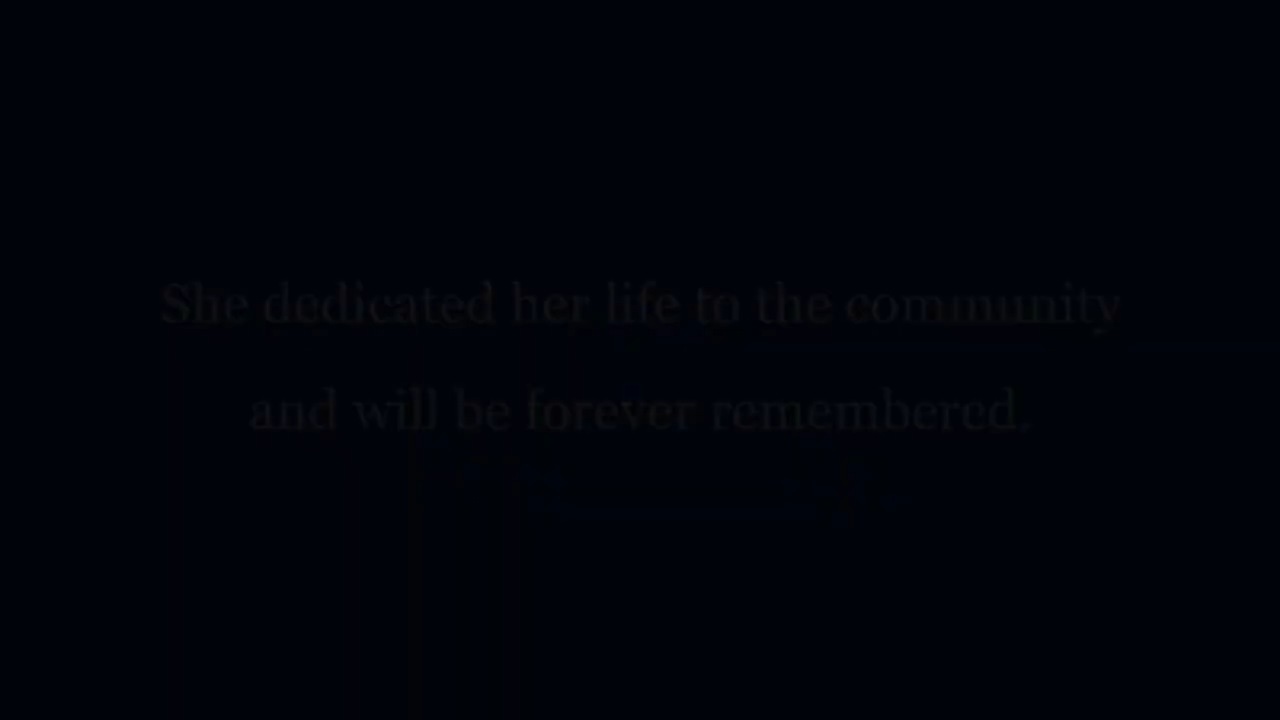 She dedicated her life to the community
and will be forever remembered.